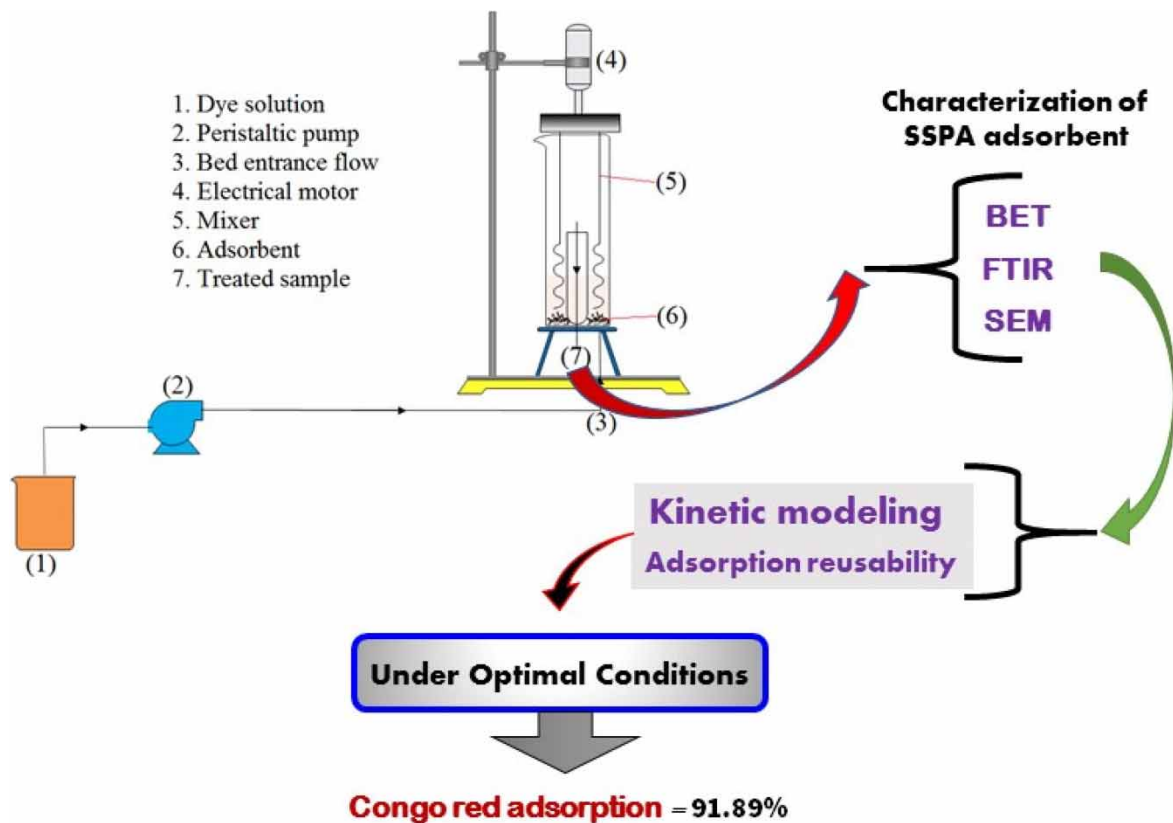 1. Dye solution
2. Peristaltic pump
3. Bed entrance flow
4. Electrical motor
5. Mixer
6. Adsorbent
7. Treated sample
(4)
(5)
(6)
(7)
(3)
(2)
(1)
Characterization of
SSPA adsorbent
BET
FTIR
SEM
Kinetic modeling
Adsorption reusability
Under Optimal Conditions
Congo red adsorption = 91.89%